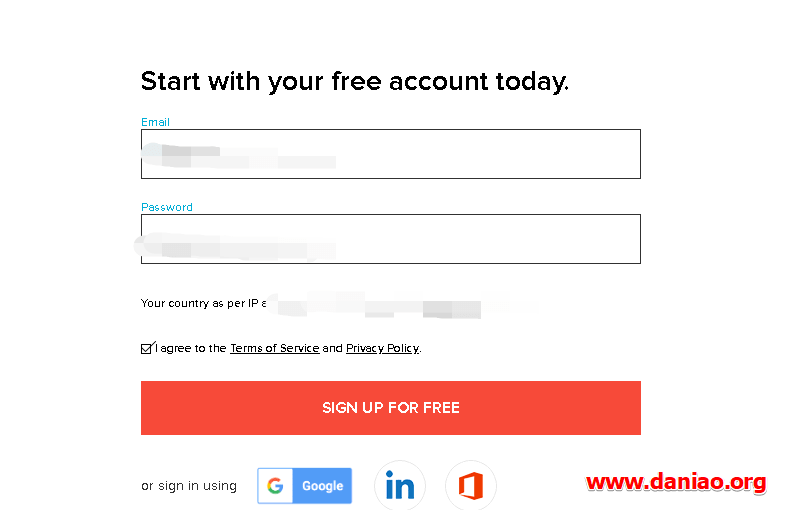 Start with your free account today.
Email
Password
Your country as per IP
I agree to the Terms of Service and Privacy Policy.
SIGN UP FOR FREE
or sign in using
Google
in
www.daniao.org